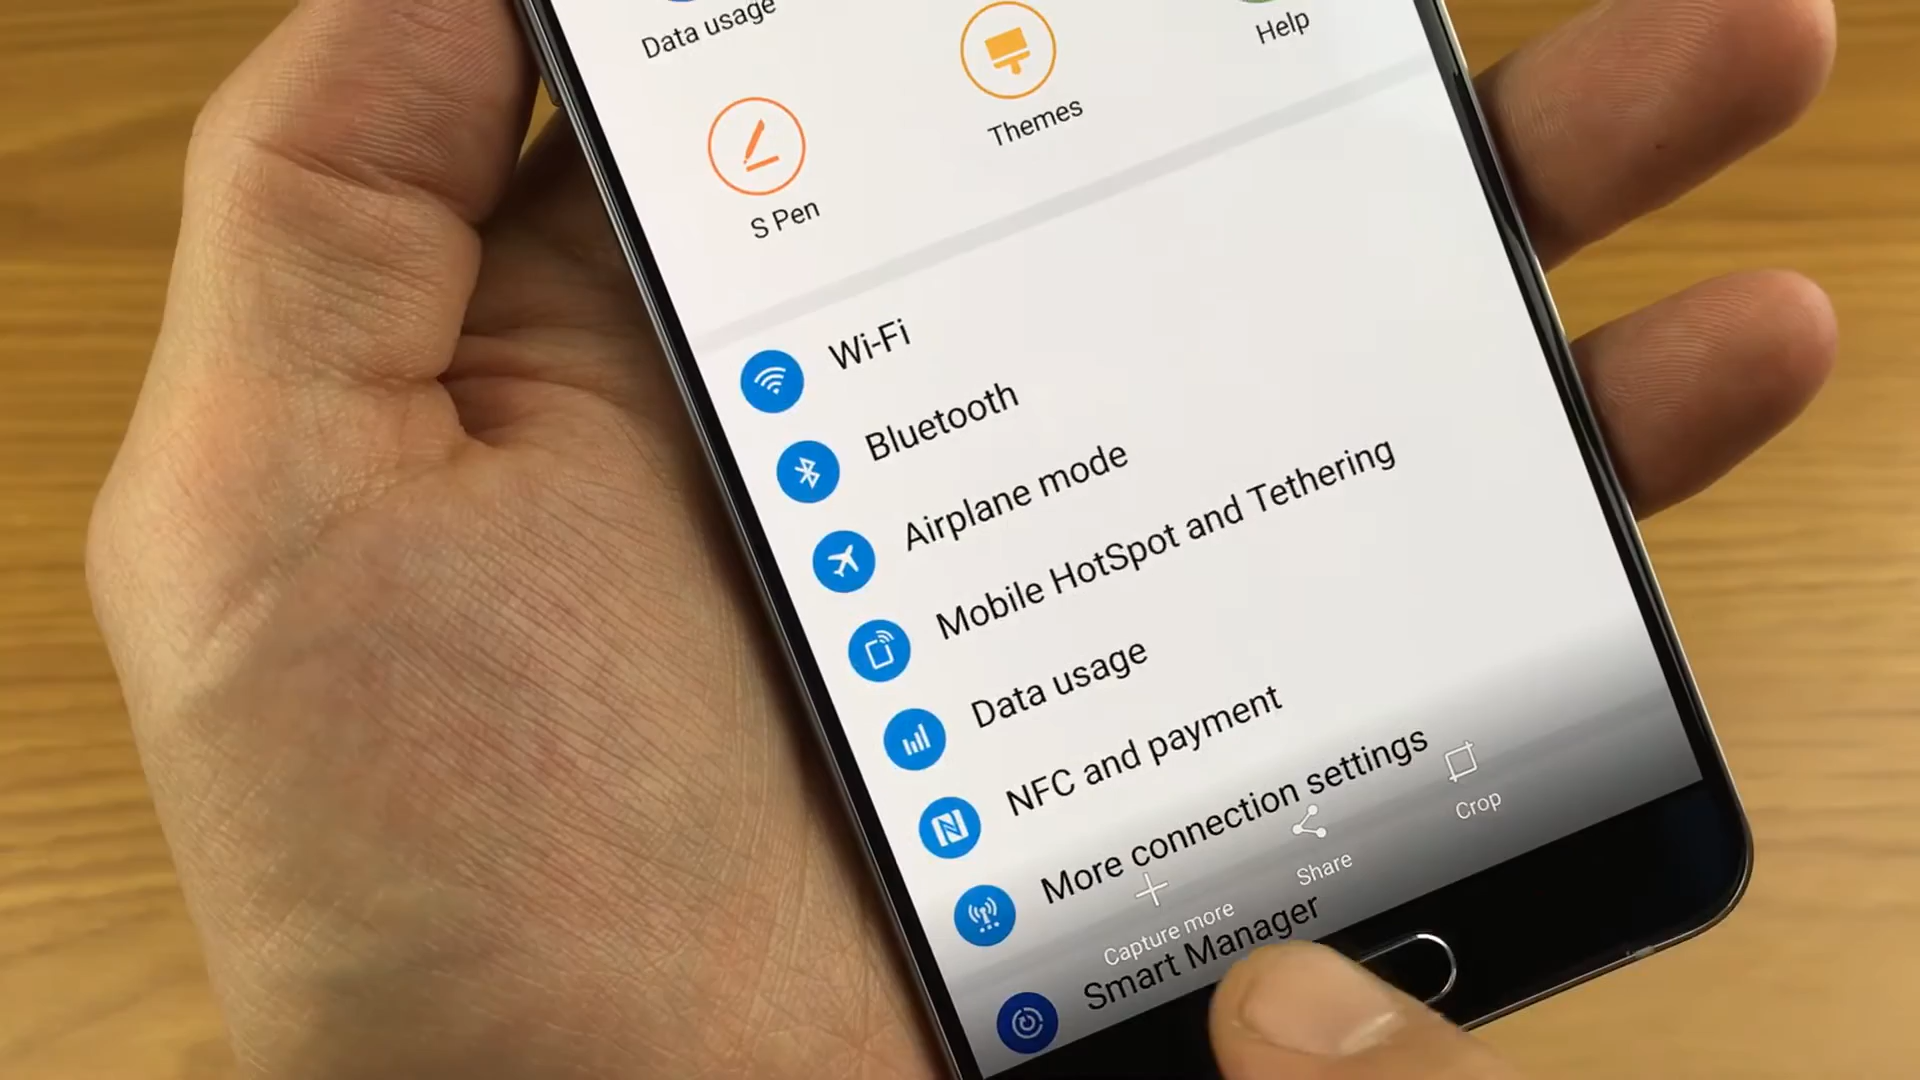 Data usage
Help
Themes
S Pen
Wi-Fi
Bluetooth
Airplane mode
Mobile HotSpot and Tethering
Data usage
NFC and payment
More connection settings
Crop
Share
Capture more
Smart Manager